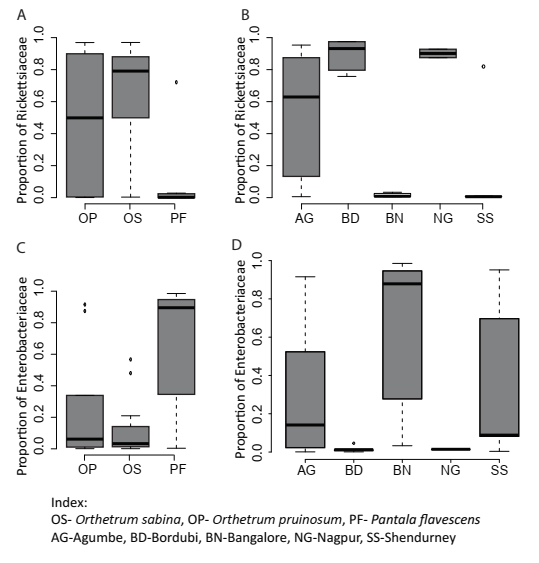 A
B
Proportion of Rickettsiaceae
0.0 0.2 0.4 0.6 0.8 1.0
OP OS PF
Proportion of Rickettsiaceae
0.0 0.2 0.4 0.6 0.8 1.0
AG BD BN NG SS
C
D
Proportion of Enterobacteriaceae
0.0 0.2 0.4 0.6 0.8 1.0
OP OS PF
Proportion of Enterobacteriaceae
0.0 0.2 0.4 0.6 0.8 1.0
AG BD BN NG SS
Index:
OS- Orthetrum sabina, OP- Orthetrum pruinosum, PF- Pantala flavescens
AG-Agumbe, BD-Bordubi, BN-Bangalore, NG-Nagpur, SS-Shendurney